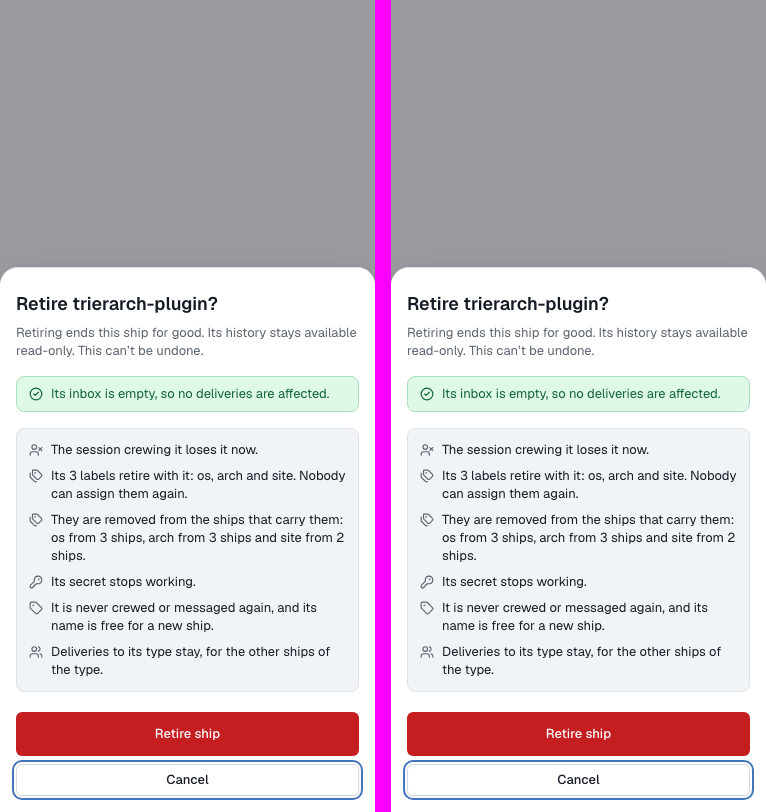 Retire trierarch-plugin?
Retiring ends this ship for good. Its history stays available
read-only. This can’t be undone.
Its inbox is empty, so no deliveries are affected.
The session crewing it loses it now.
Its 3 labels retire with it: os, arch and site. Nobody
can assign them again.
They are removed from the ships that carry them:
os from 3 ships, arch from 3 ships and site from 2
ships.
Its secret stops working.
It is never crewed or messaged again, and its
name is free for a new ship.
Deliveries to its type stay, for the other ships of
the type.
Retire ship
Cancel
Retire trierarch-plugin?
Retiring ends this ship for good. Its history stays available
read-only. This can’t be undone.
Its inbox is empty, so no deliveries are affected.
The session crewing it loses it now.
Its 3 labels retire with it: os, arch and site. Nobody
can assign them again.
They are removed from the ships that carry them:
os from 3 ships, arch from 3 ships and site from 2
ships.
Its secret stops working.
It is never crewed or messaged again, and its
name is free for a new ship.
Deliveries to its type stay, for the other ships of
the type.
Retire ship
Cancel